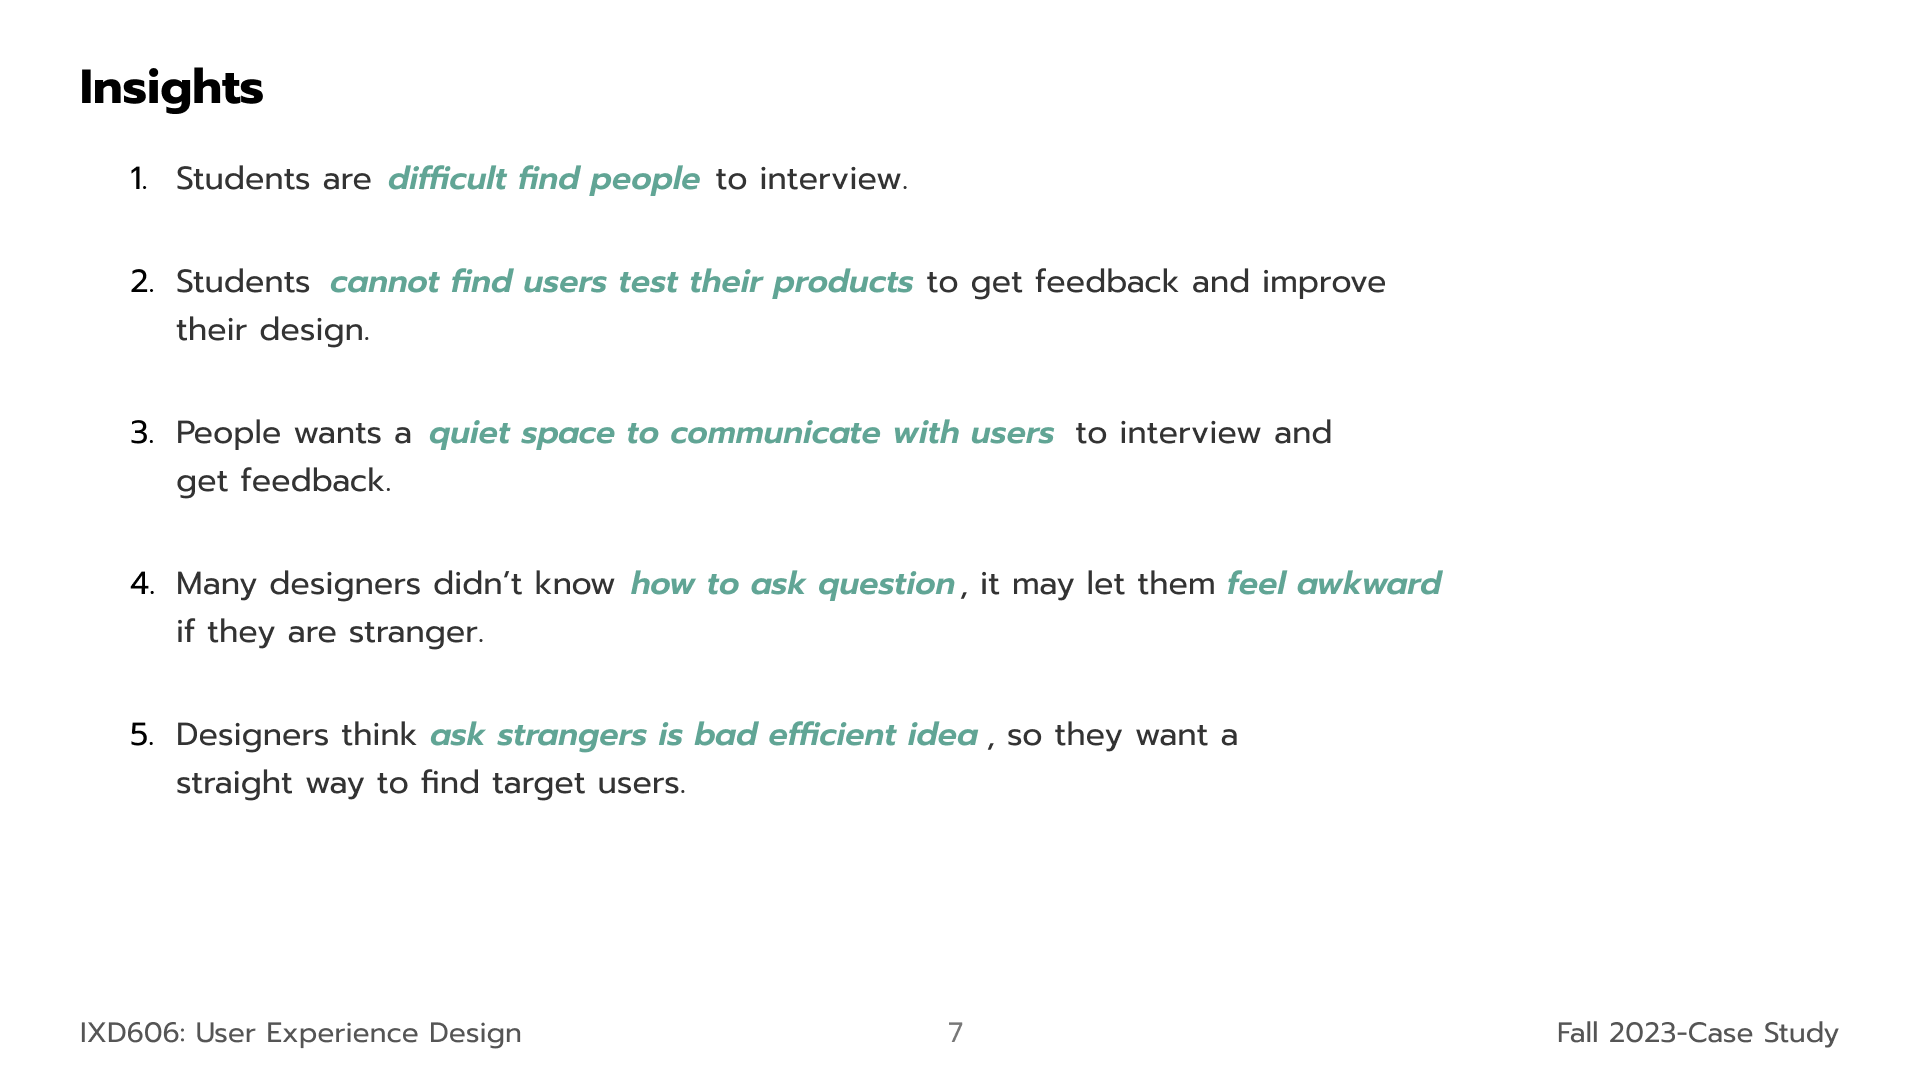 Insights
1. Students are difficult find people to interview.
2. Students cannot find users test their products to get feedback and improve
their design.
3. People wants a quiet space to communicate with users to interview and
get feedback.
4. Many designers didn’t know how to ask question, it may let them feel awkward
if they are stranger.
5. Designers think ask strangers is bad efficient idea, so they want a
straight way to find target users.
IXD606: User Experience Design
7
Fall 2023-Case Study